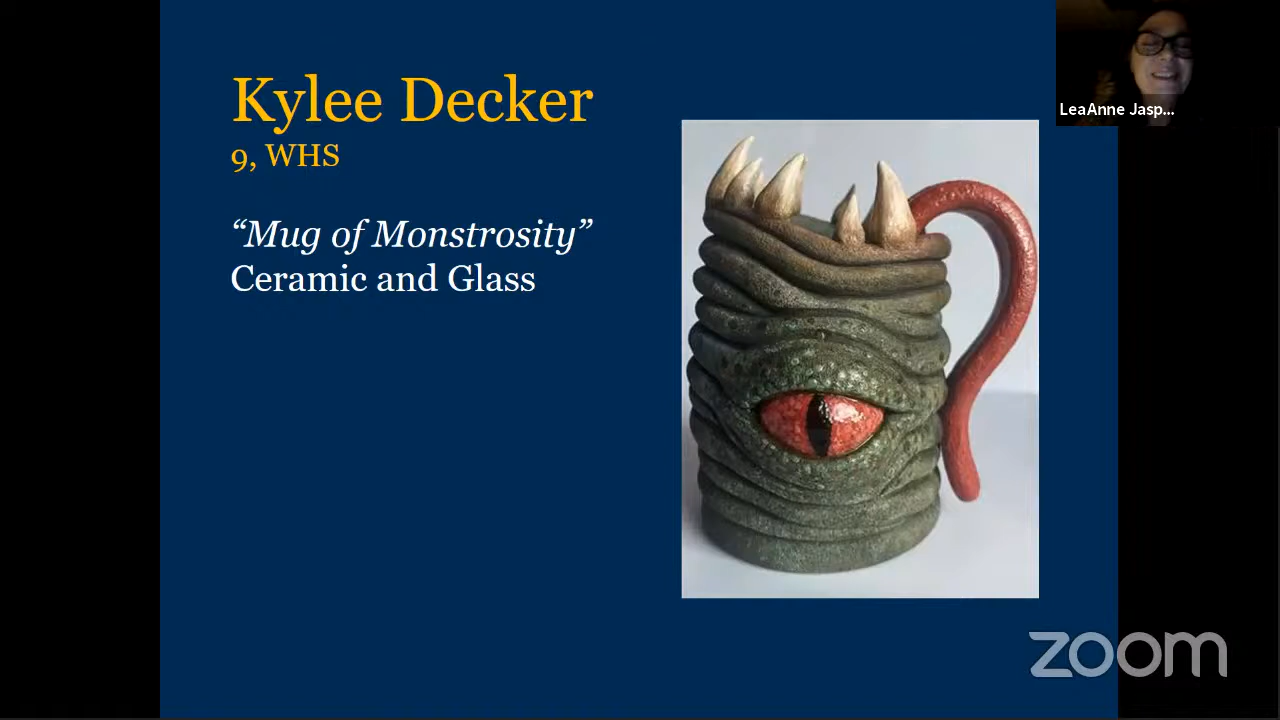 Kylee Decker
9, WHS
“Mug of Monstrosity”
Ceramic and Glass
LeaAnne Jasp...
zoom